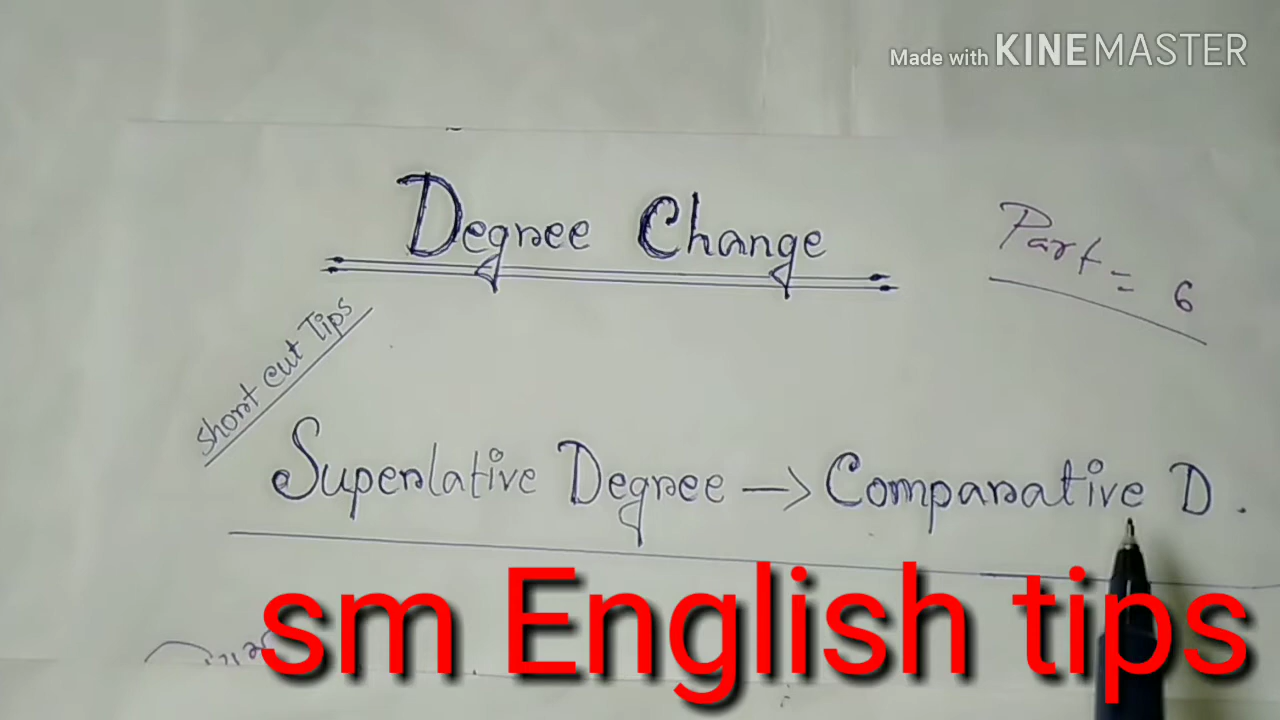 Made with KINEMASTER
Degree Change
Part = 6
Short cut Tips
Superlative Degree → Comparative D.
sm English tips